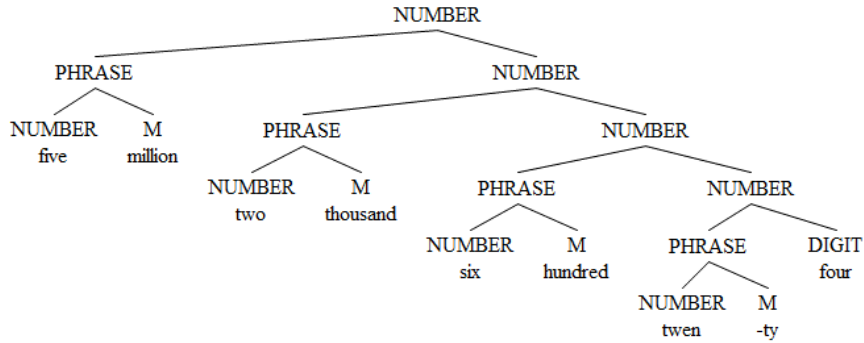 NUMBER
PHRASE NUMBER
NUMBER M PHRASE NUMBER
five million
NUMBER M PHRASE NUMBER
two thousand
NUMBER M PHRASE DIGIT
six hundred four
NUMBER M
twen -ty